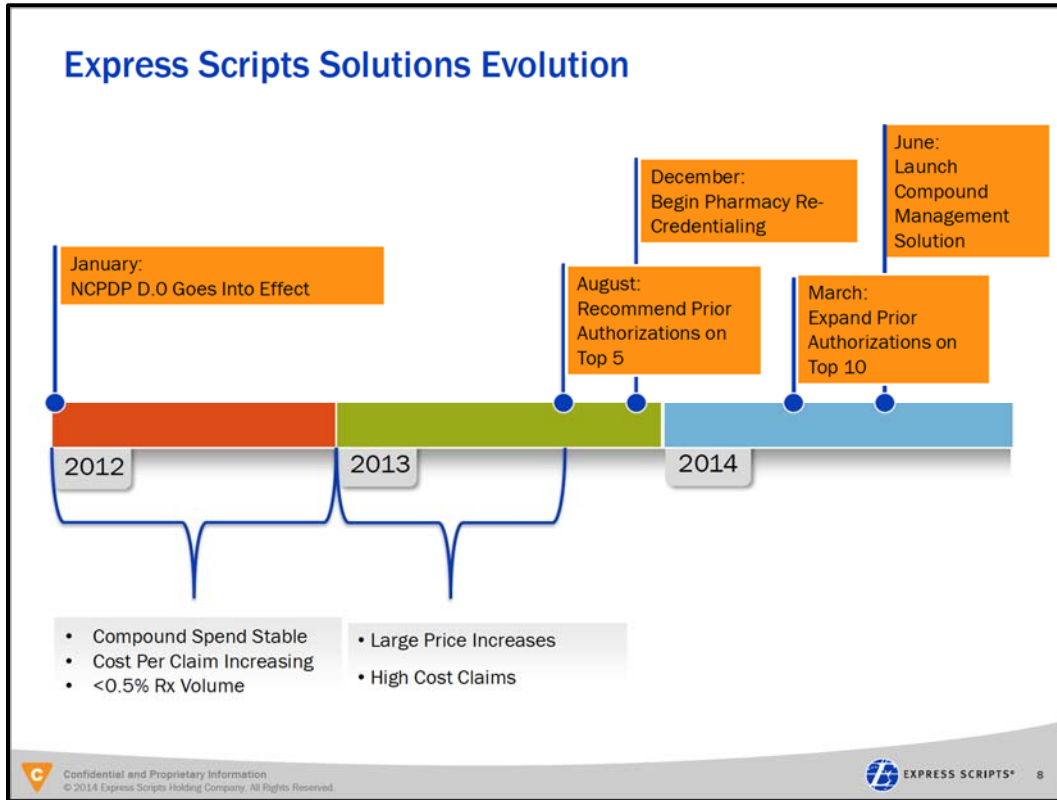 Express Scripts Solutions Evolution
January:
NCPDP D.0 Goes Into Effect
August:
Recommend Prior
Authorizations on
Top 5
December:
Begin Pharmacy Re-
Credentialing
March:
Expand Prior
Authorizations on
Top 10
June:
Launch
Compound
Management
Solution
2012
2013
2014
• Compound Spend Stable
• Cost Per Claim Increasing
• <0.5% Rx Volume
• Large Price Increases
• High Cost Claims
C
Confidential and Proprietary Information
© 2014 Express Scripts Holding Company. All Rights Reserved.
EXPRESS SCRIPTS®
8